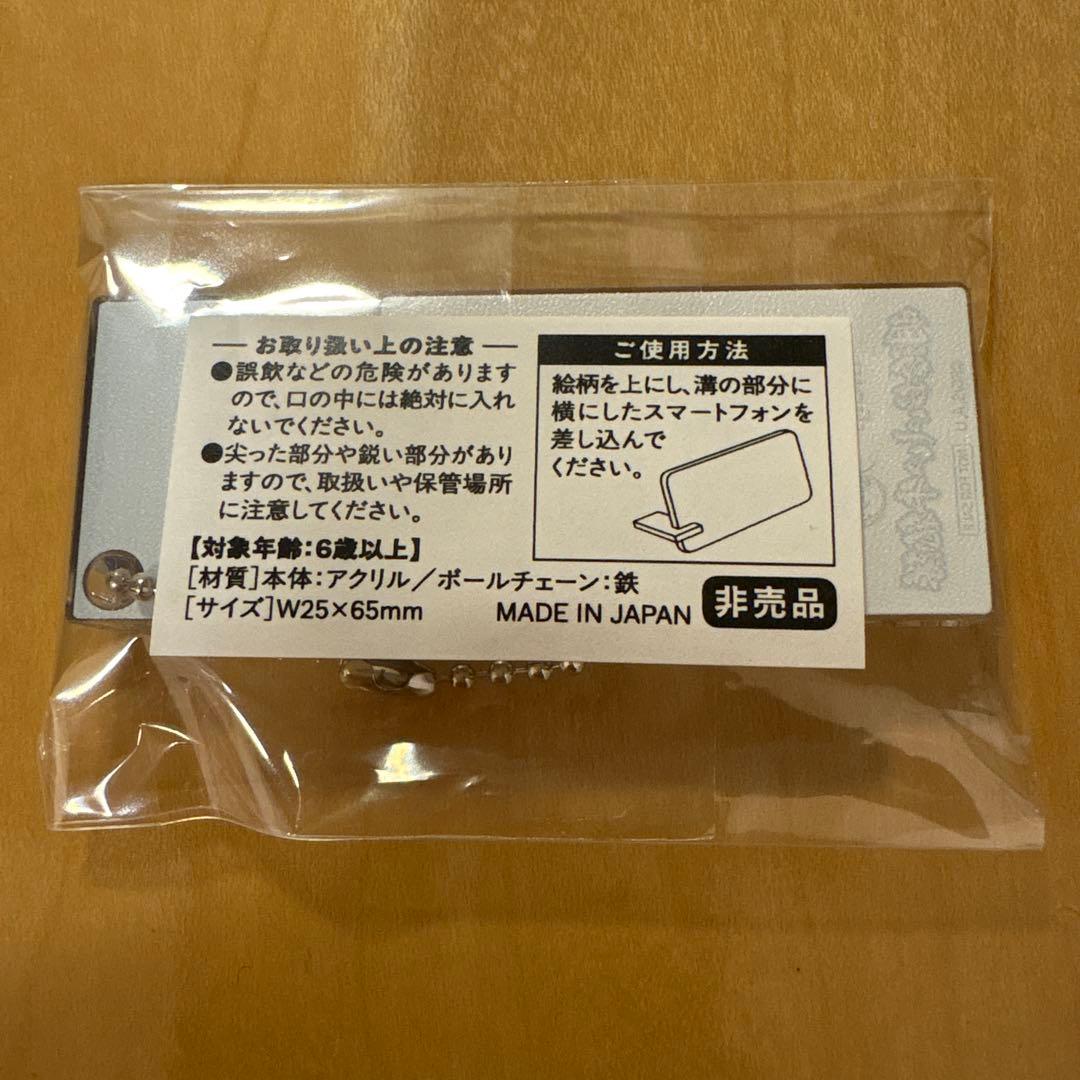 お取り扱い上の注意
●誤飲などの危険があります
ので、口の中には絶対に入れ
ないでください。
●尖った部分や鋭い部分があり
ますので、取扱いや保管場所
に注意してください。
【対象年齢：6歳以上】
[材質]本体：アクリル／ボールチェーン：鉄
[サイズ]W25×65mm
MADE IN JAPAN
非売品
ご使用方法
絵柄を上にし、溝の部分に
横にしたスマートフォンを
差し込んで
ください。